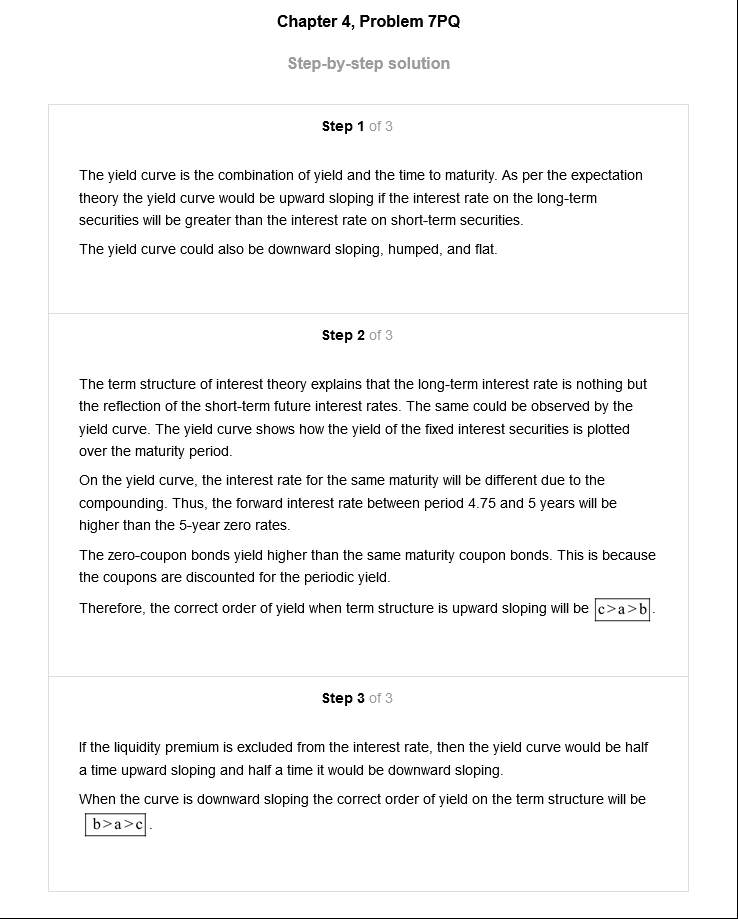 Chapter 4, Problem 7PQ
Step-by-step solution
Step 1 of 3
The yield curve is the combination of yield and the time to maturity. As per the expectation
theory the yield curve would be upward sloping if the interest rate on the long-term
securities will be greater than the interest rate on short-term securities.
The yield curve could also be downward sloping, humped, and flat.
Step 2 of 3
The term structure of interest theory explains that the long-term interest rate is nothing but
the reflection of the short-term future interest rates. The same could be observed by the
yield curve. The yield curve shows how the yield of the fixed interest securities is plotted
over the maturity period.
On the yield curve, the interest rate for the same maturity will be different due to the
compounding. Thus, the forward interest rate between period 4.75 and 5 years will be
higher than the 5-year zero rates.
The zero-coupon bonds yield higher than the same maturity coupon bonds. This is because
the coupons are discounted for the periodic yield.
Therefore, the correct order of yield when term structure is upward sloping will be c>a>b.
Step 3 of 3
If the liquidity premium is excluded from the interest rate, then the yield curve would be half
a time upward sloping and half a time it would be downward sloping.
When the curve is downward sloping the correct order of yield on the term structure will be
b>a>c.